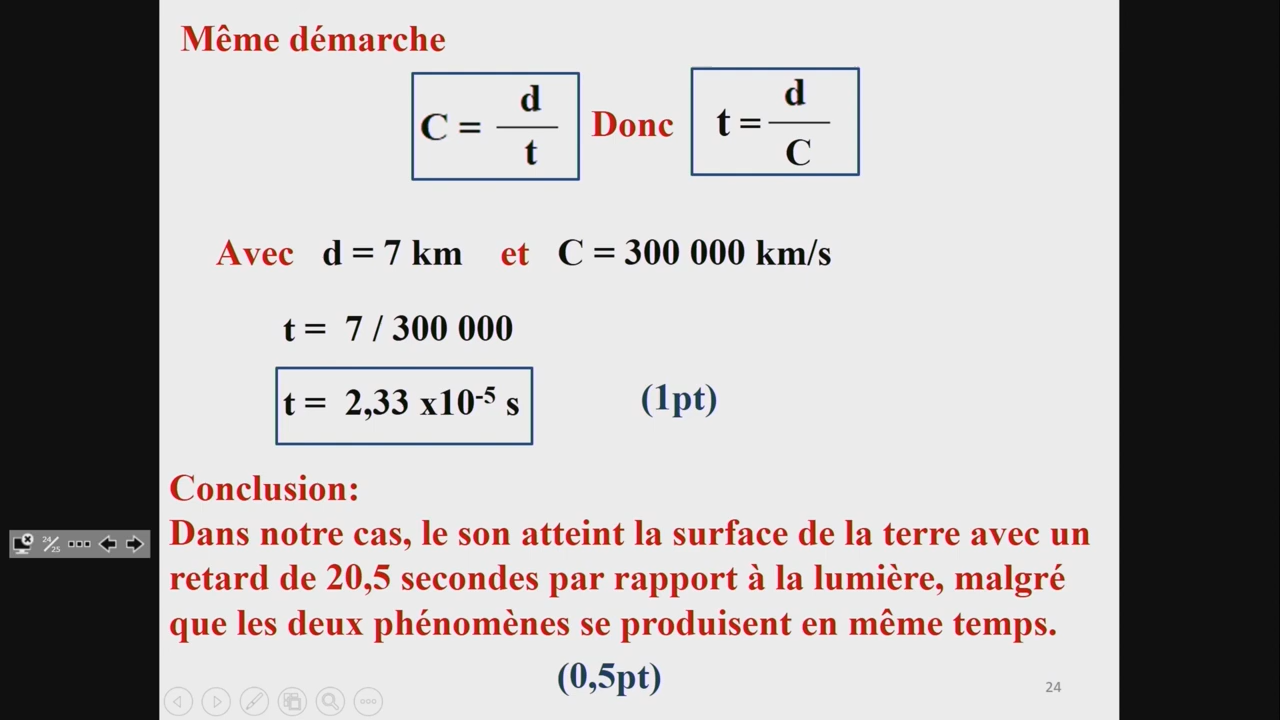 Même démarche
C = d / t Donc t = d / C
Avec d = 7 km et C = 300 000 km/s
t = 7 / 300 000
t = 2,33 x10⁻⁵ s (1pt)
Conclusion:
Dans notre cas, le son atteint la surface de la terre avec un
retard de 20,5 secondes par rapport à la lumière, malgré
que les deux phénomènes se produisent en même temps.
(0,5pt)
24
24/25